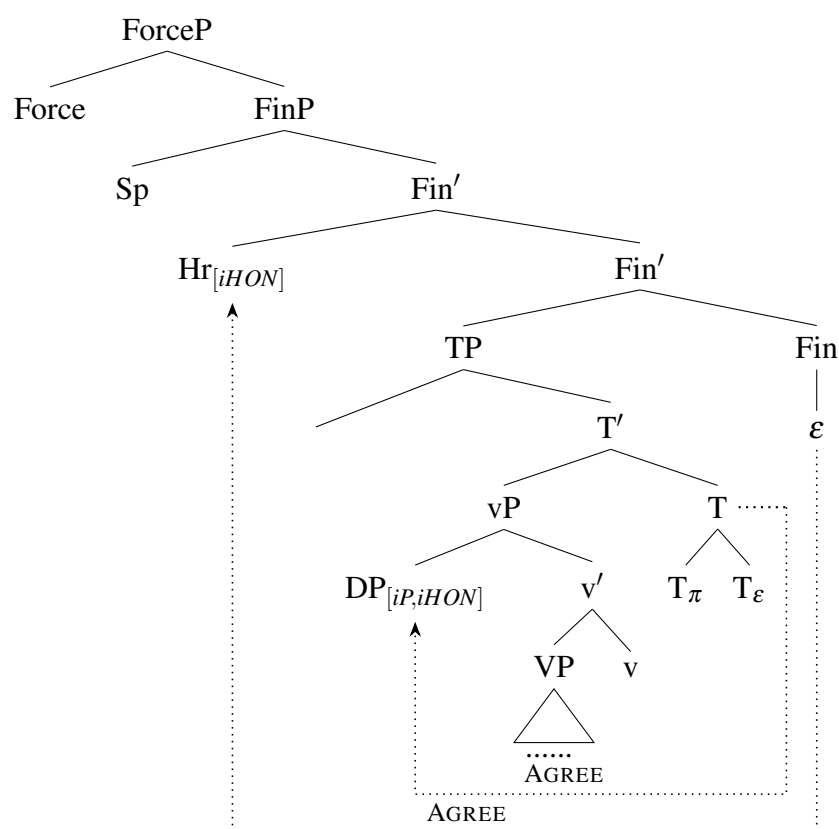 ForceP
Force FinP
Sp Fin′
Hr[iHON] Fin′
TP Fin
T′ ε
vP T
DP[iP,iHON] v′ Tπ Tε
VP v
......
AGREE
AGREE